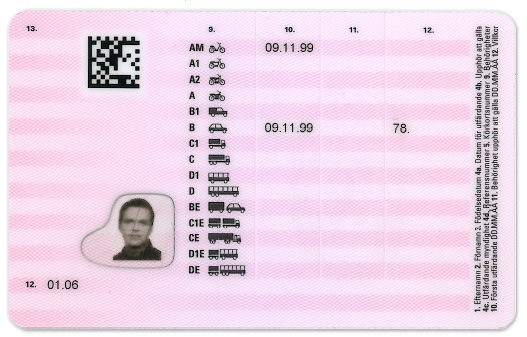 13. 9. 10. 11. 12.
AM 09.11.99
A1
A2
A
B1
B 09.11.99 78.
C1
C
D1
D
BE
C1E
CE
D1E
DE
12. 01.06
1. Efternamn 2. Förnamn 3. Födelsedatum 4a. Datum för utfärdande 4b. Upphör att gälla
4c. Utfärdande myndighet 4d. Referensnummer 5. Körkortsnummer 9. Behörigheter
10. Första utfärdande DD.MM.ÅÅ 11. Behörighet upphör att gälla DD.MM.ÅÅ 12. Villkor